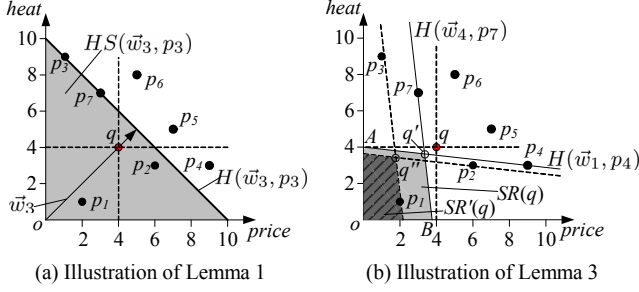 heat
10
8
6
4
2
o
2
4
6
8
10
price
HS(w⃗₃, p₃)
p₃
p₇
p₆
p₅
q
p₂
p₄
p₁
w⃗₃
H(w⃗₃, p₃)
(a) Illustration of Lemma 1
heat
10
8
6
4
2
o
2
4
6
8
10
price
H(w⃗₄, p₇)
p₃
p₇
p₆
p₅
A
q'
q
p₄
p₂
H(w⃗₁, p₄)
q''
SR(q)
p₁
SR'(q)
B
(b) Illustration of Lemma 3